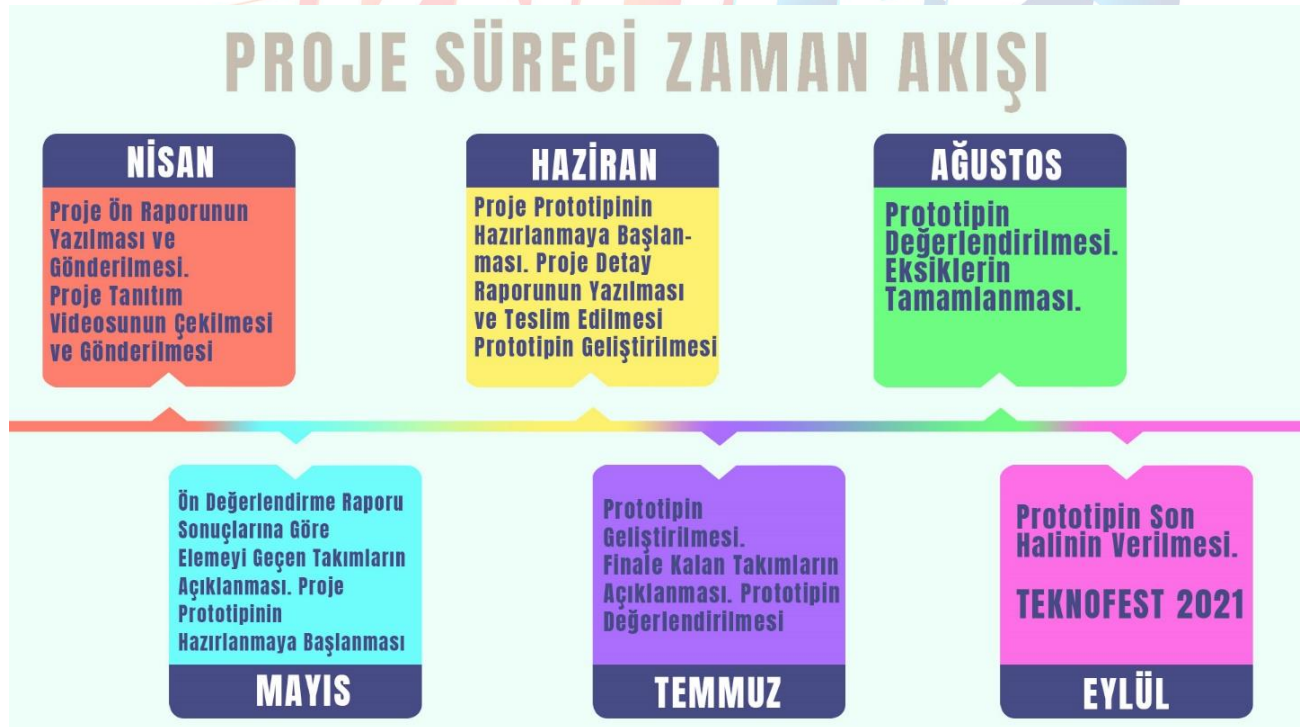 PROJE SÜRECİ ZAMAN AKIŞI
NİSAN
Proje Ön Raporunun
Yazılması ve
Gönderilmesi.
Proje Tanıtım
Videosunun Çekilmesi
ve Gönderilmesi
MAYIS
Ön Değerlendirme Raporu
Sonuçlarına Göre
Elemeyi Geçen Takımların
Açıklanması. Proje
Prototipinin
Hazırlanmaya Başlanması
HAZİRAN
Proje Prototipinin
Hazırlanmaya Başlan-
ması. Proje Detay
Raporunun Yazılması
ve Teslim Edilmesi
Prototipin Geliştirilmesi
TEMMUZ
Prototipin
Geliştirilmesi.
Finale Kalan Takımların
Açıklanması. Prototipin
Değerlendirilmesi
AĞUSTOS
Prototipin
Değerlendirilmesi.
Eksiklerin
Tamamlanması.
EYLÜL
Prototipin Son
Halinin Verilmesi.
TEKNOFEST 2021